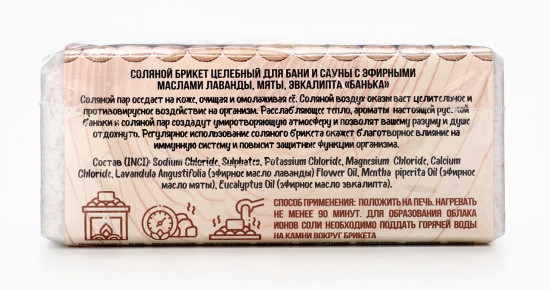 СОЛЯНОЙ БРИКЕТ ЦЕЛЕБНЫЙ ДЛЯ БАНИ И САУНЫ С ЭФИРНЫМИ
МАСЛАМИ ЛАВАНДЫ, МЯТЫ, ЭВКАЛИПТА «БАНЬКА»
Соляной пар оседает на коже, очищая и омолаживая её. Соляной воздух оказывает целительное и
противовирусное воздействие на организм. Расслабляющее тепло, ароматы настоящей русской
баньки и соляной пар создадут умиротворяющую атмосферу и позволят вашему разуму и душе
отдохнуть. Регулярное использование соляного брикета окажет благотворное влияние на
иммунную систему и повысит защитные функции организма.
Состав (INCI): Sodium Chloride, Sulphates, Potassium Chloride, Magnesium Chloride, Calcium
Chloride, Lavandula Angustifolia (эфирное масло лаванды) Flower Oil, Mentha piperita Oil (эфирное
масло мяты), Eucalyptus Oil (эфирное масло эвкалипта).
СПОСОБ ПРИМЕНЕНИЯ: ПОЛОЖИТЬ НА ПЕЧЬ. НАГРЕВАТЬ
НЕ МЕНЕЕ 90 МИНУТ. ДЛЯ ОБРАЗОВАНИЯ ОБЛАКА
ИОНОВ СОЛИ НЕОБХОДИМО ПОДДАТЬ ГОРЯЧЕЙ ВОДЫ
НА КАМНИ ВОКРУГ БРИКЕТА